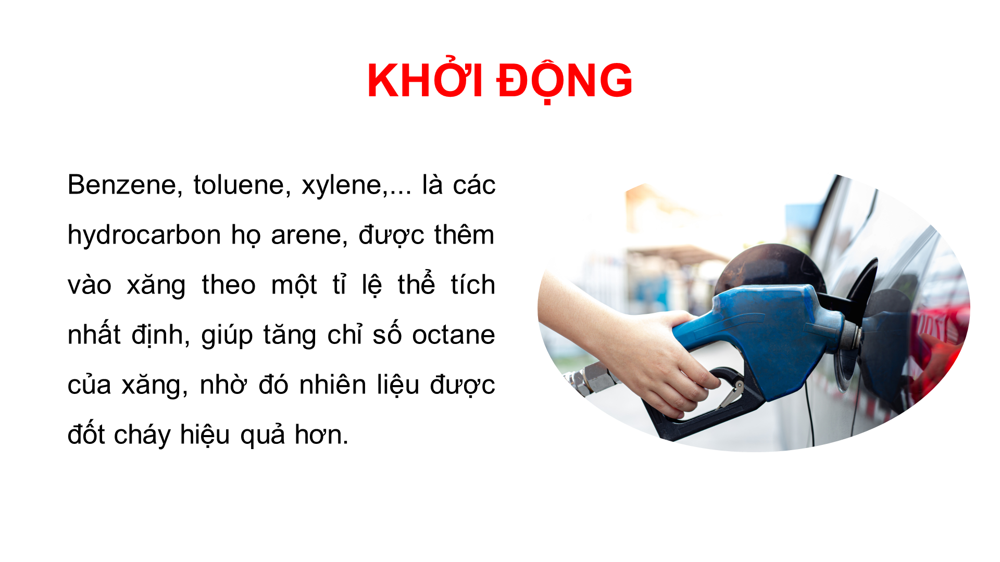 KHỞI ĐỘNG
Benzene, toluene, xylene,... là các
hydrocarbon họ arene, được thêm
vào xăng theo một tỉ lệ thể tích
nhất định, giúp tăng chỉ số octane
của xăng, nhờ đó nhiên liệu được
đốt cháy hiệu quả hơn.